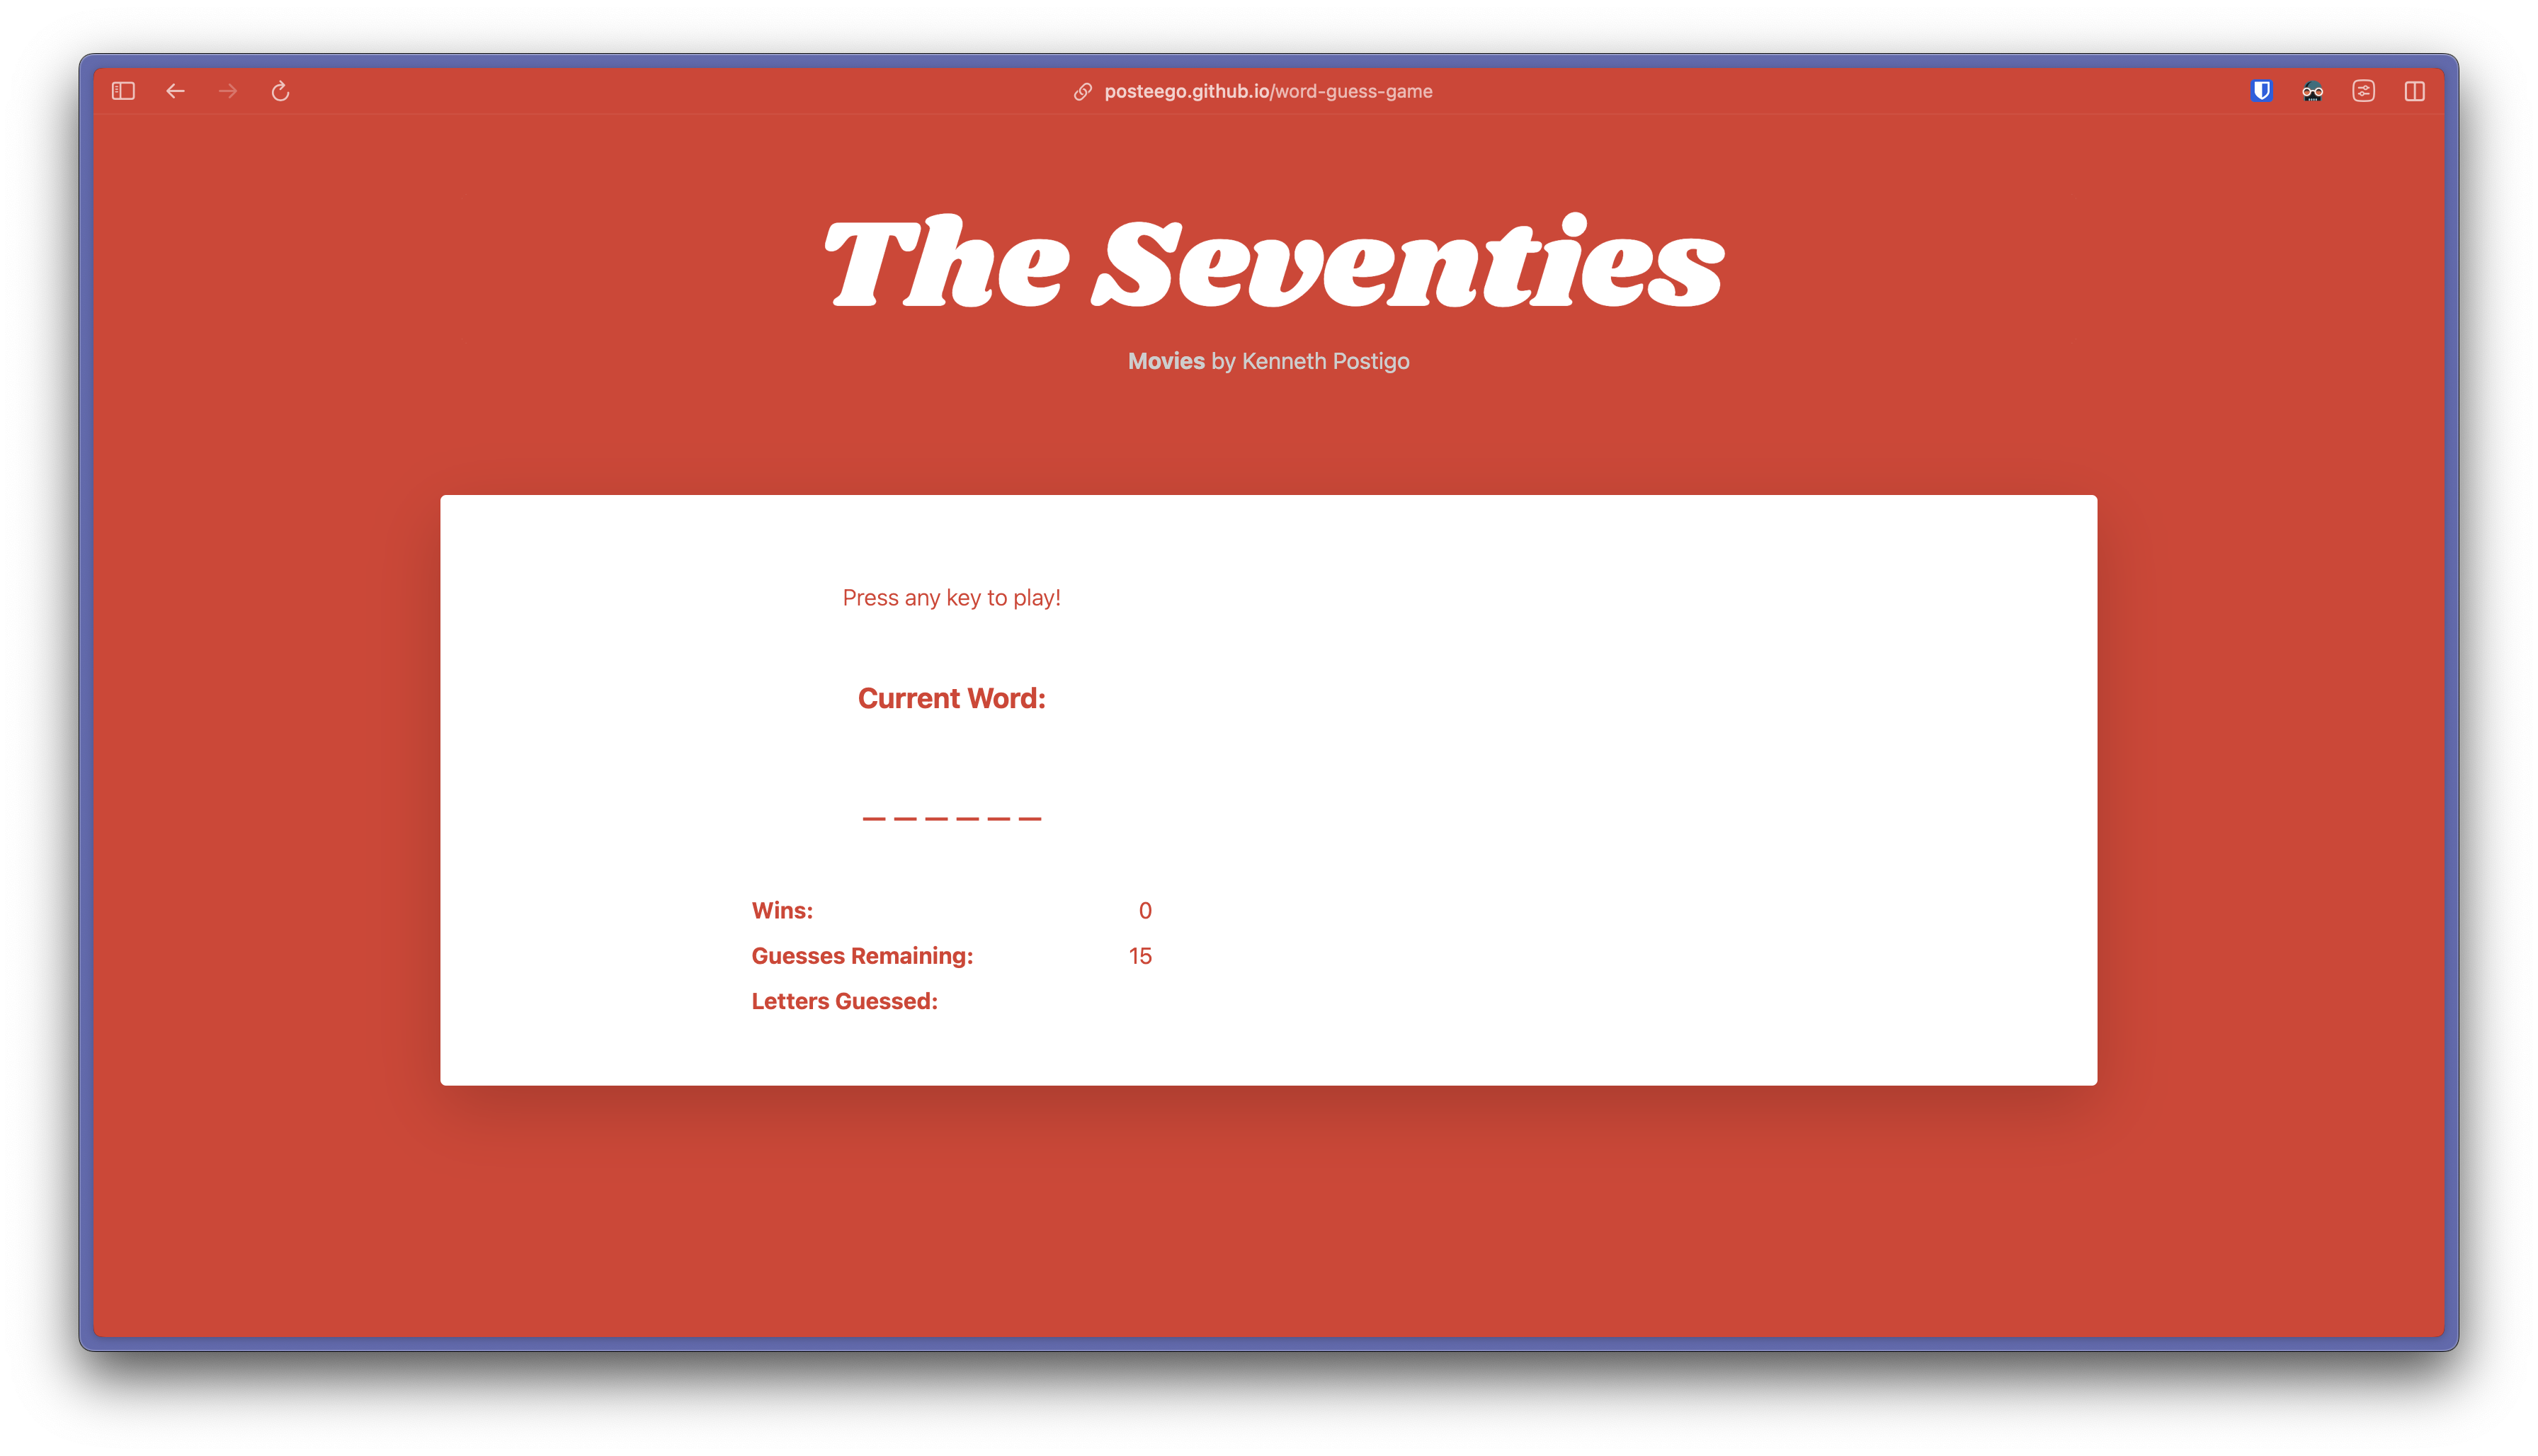 posteego.github.io/word-guess-game
The Seventies
Movies by Kenneth Postigo
Press any key to play!
Current Word:
_ _ _ _ _ _
Wins: 0
Guesses Remaining: 15
Letters Guessed: